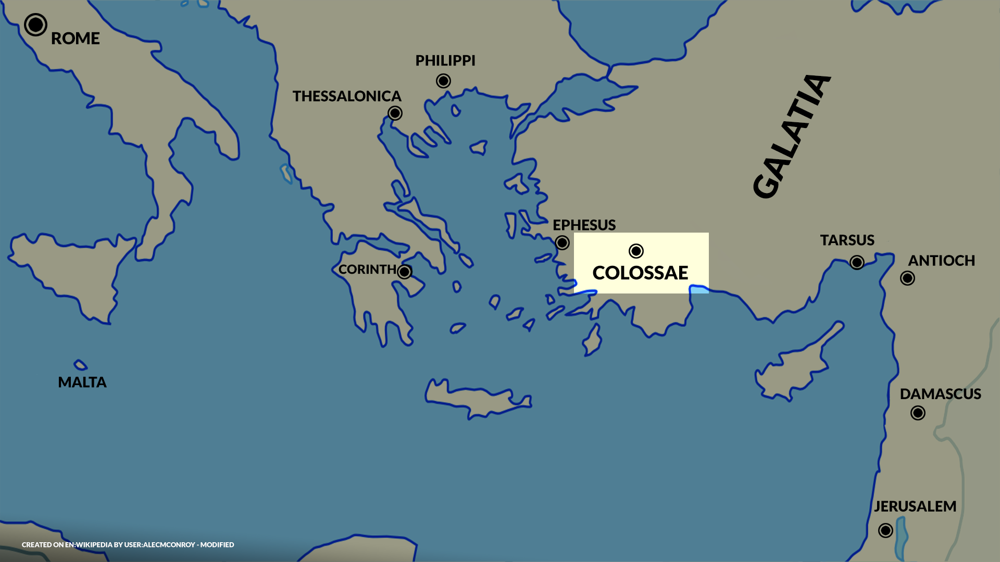 ROME
PHILIPPI
THESSALONICA
GALATIA
EPHESUS
TARSUS
ANTIOCH
CORINTH
COLOSSAE
MALTA
DAMASCUS
JERUSALEM
CREATED ON EN:WIKIPEDIA BY USER:ALECMCONROY - MODIFIED